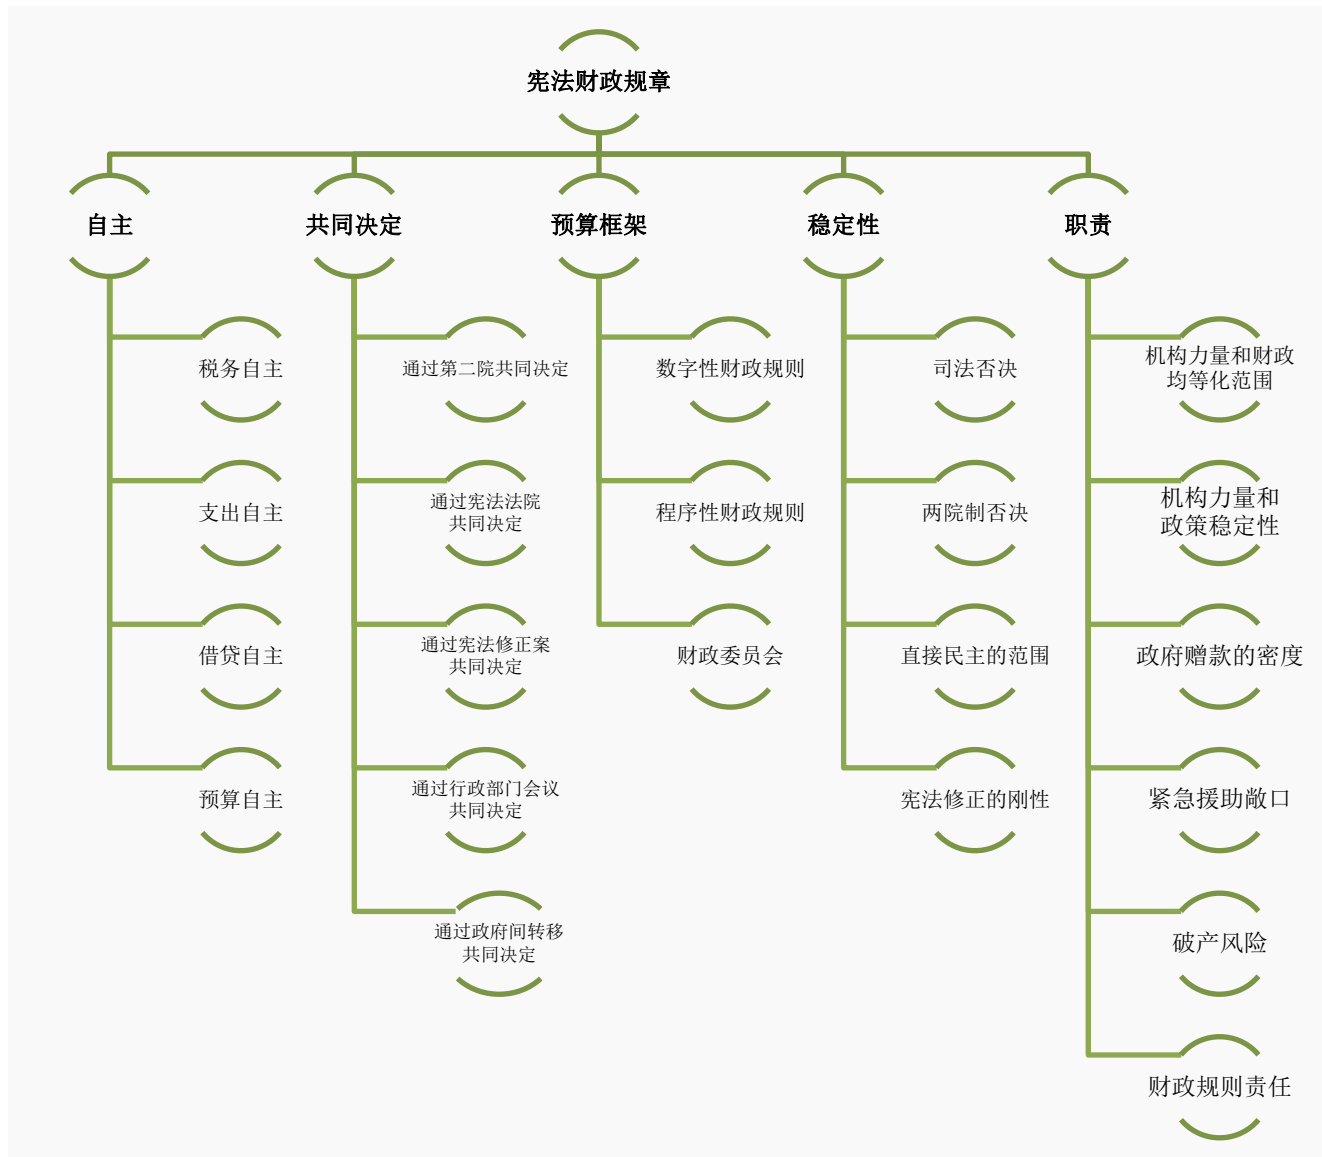 宪法财政规章
自主
共同决定
预算框架
稳定性
职责
税务自主
支出自主
借贷自主
预算自主
通过第二院共同决定
通过宪法法院
共同决定
通过宪法修正案
共同决定
通过行政部门会议
共同决定
通过政府间转移
共同决定
数字性财政规则
程序性财政规则
财政委员会
司法否决
两院制否决
直接民主的范围
宪法修正的刚性
机构力量和财政
均等化范围
机构力量和
政策稳定性
政府赠款的密度
紧急援助敞口
破产风险
财政规则责任